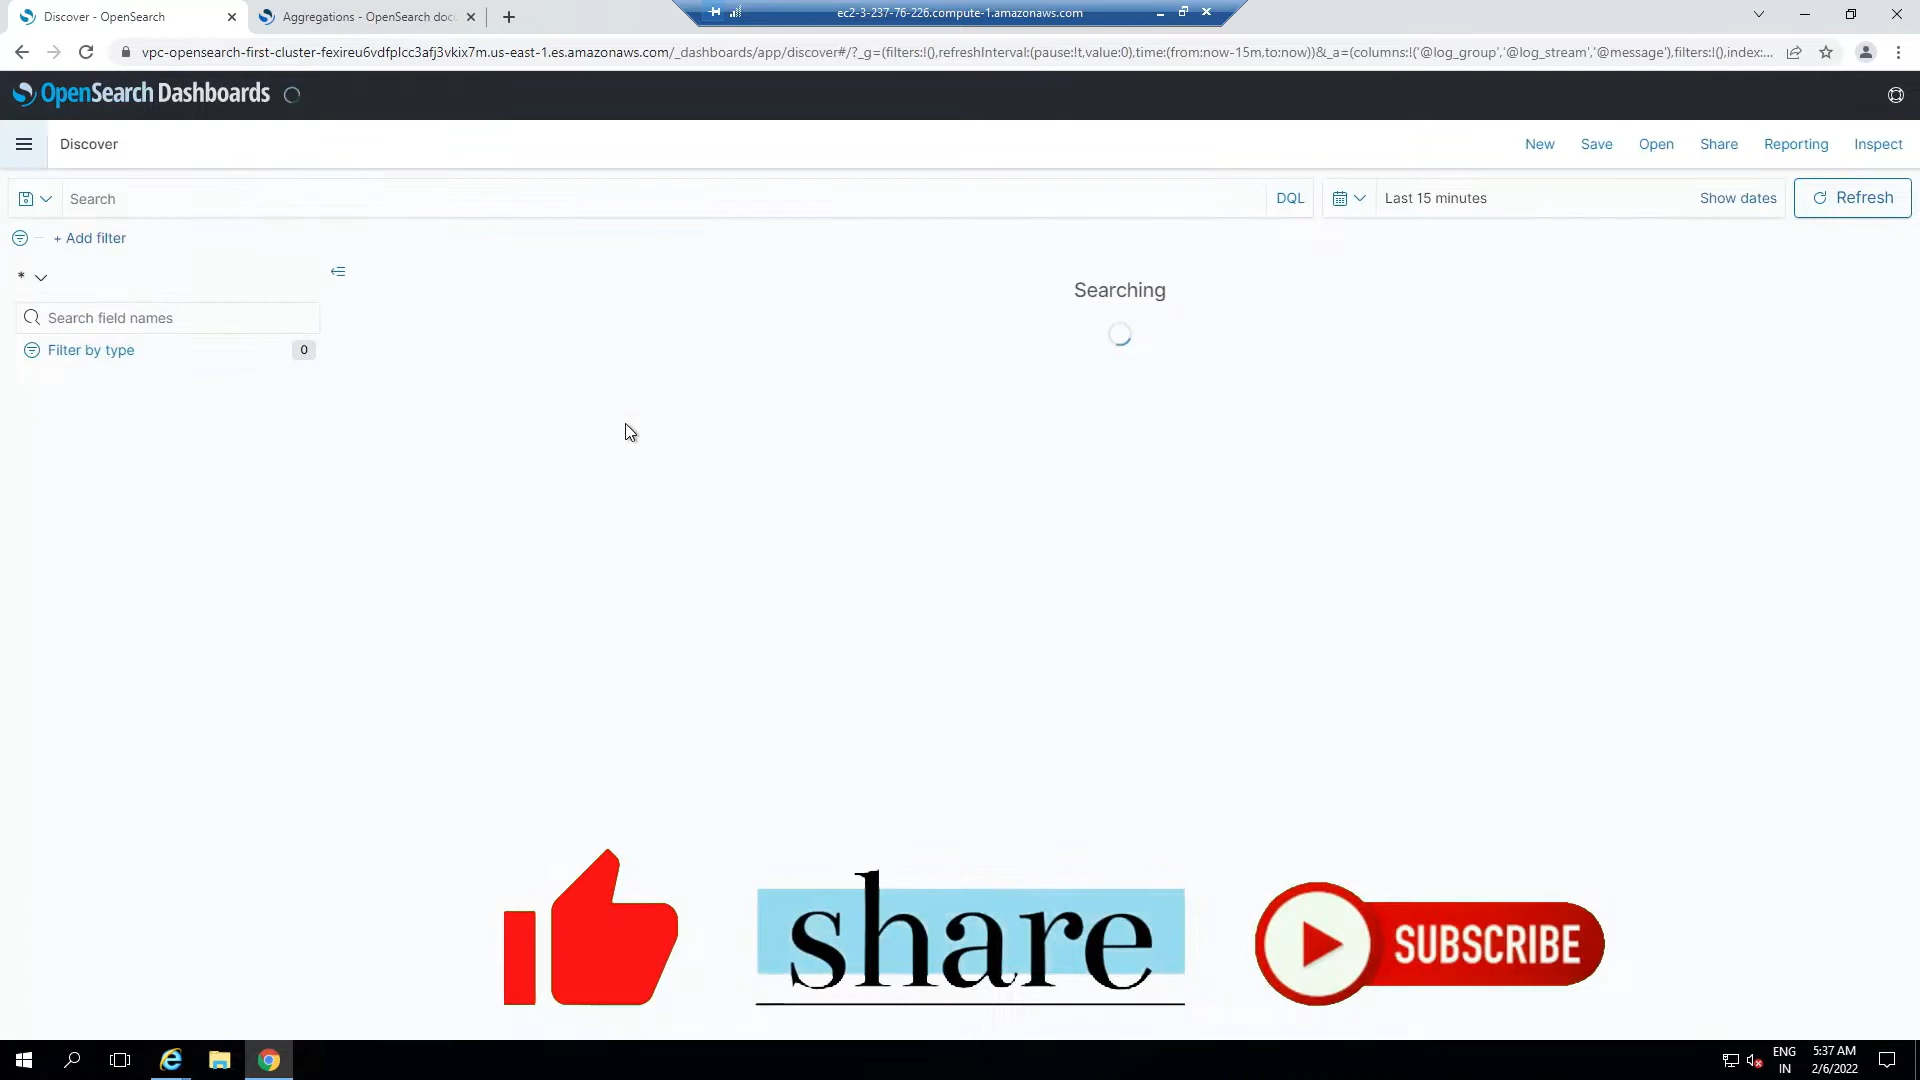 Discover - OpenSearch
Aggregations - OpenSearch doc
ec2-3-237-76-226.compute-1.amazonaws.com
vpc-opensearch-first-cluster-fexireu6vdfplcc3afj3vkix7m.us-east-1.es.amazonaws.com/_dashboards/app/discover#/?_g=(filters:!(),refreshInterval:(pause:!t,value:0),time:(from:now-15m,to:now))&_a=(columns:!('@log_group','@log_stream','@message'),filters:!(),index:...
OpenSearch Dashboards
Discover
New
Save
Open
Share
Reporting
Inspect
Search
DQL
Last 15 minutes
Show dates
Refresh
+ Add filter
*
Searching
Search field names
Filter by type
0
share
SUBSCRIBE
ENG
IN
5:37 AM
2/6/2022